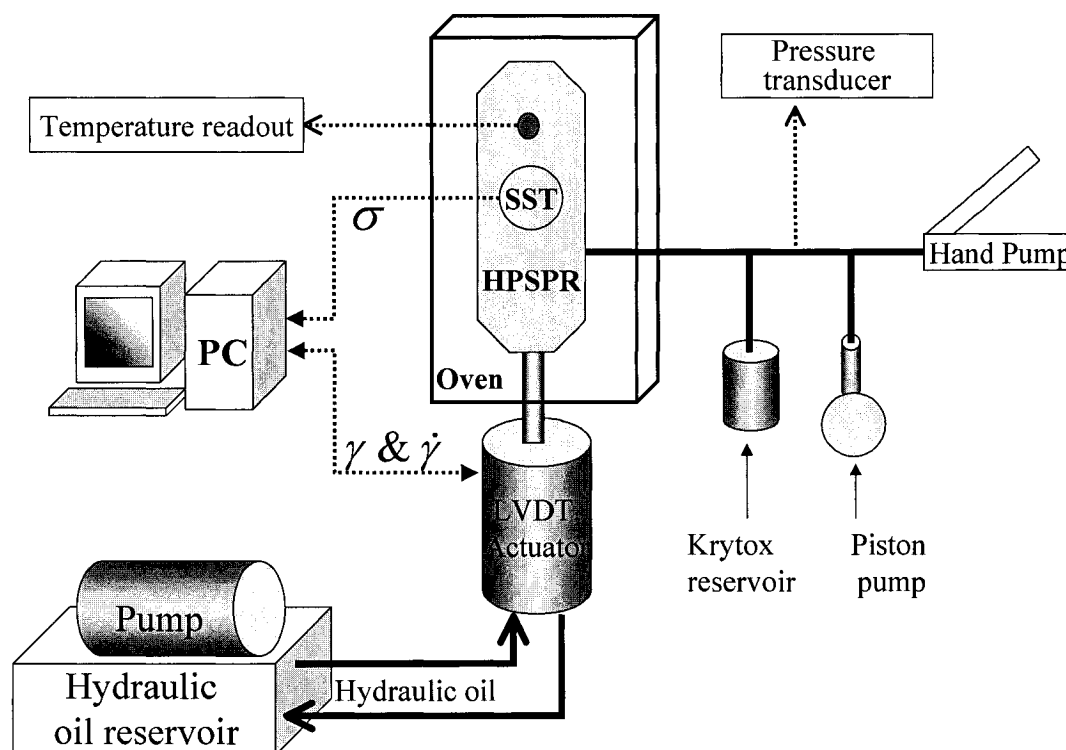 Pressure
transducer
Temperature readout
SST
σ
HPSPR
Hand Pump
PC
Oven
γ & γ̇
LVDT
Actuator
Krytox
reservoir
Piston
pump
Pump
Hydraulic oil
Hydraulic
oil reservoir